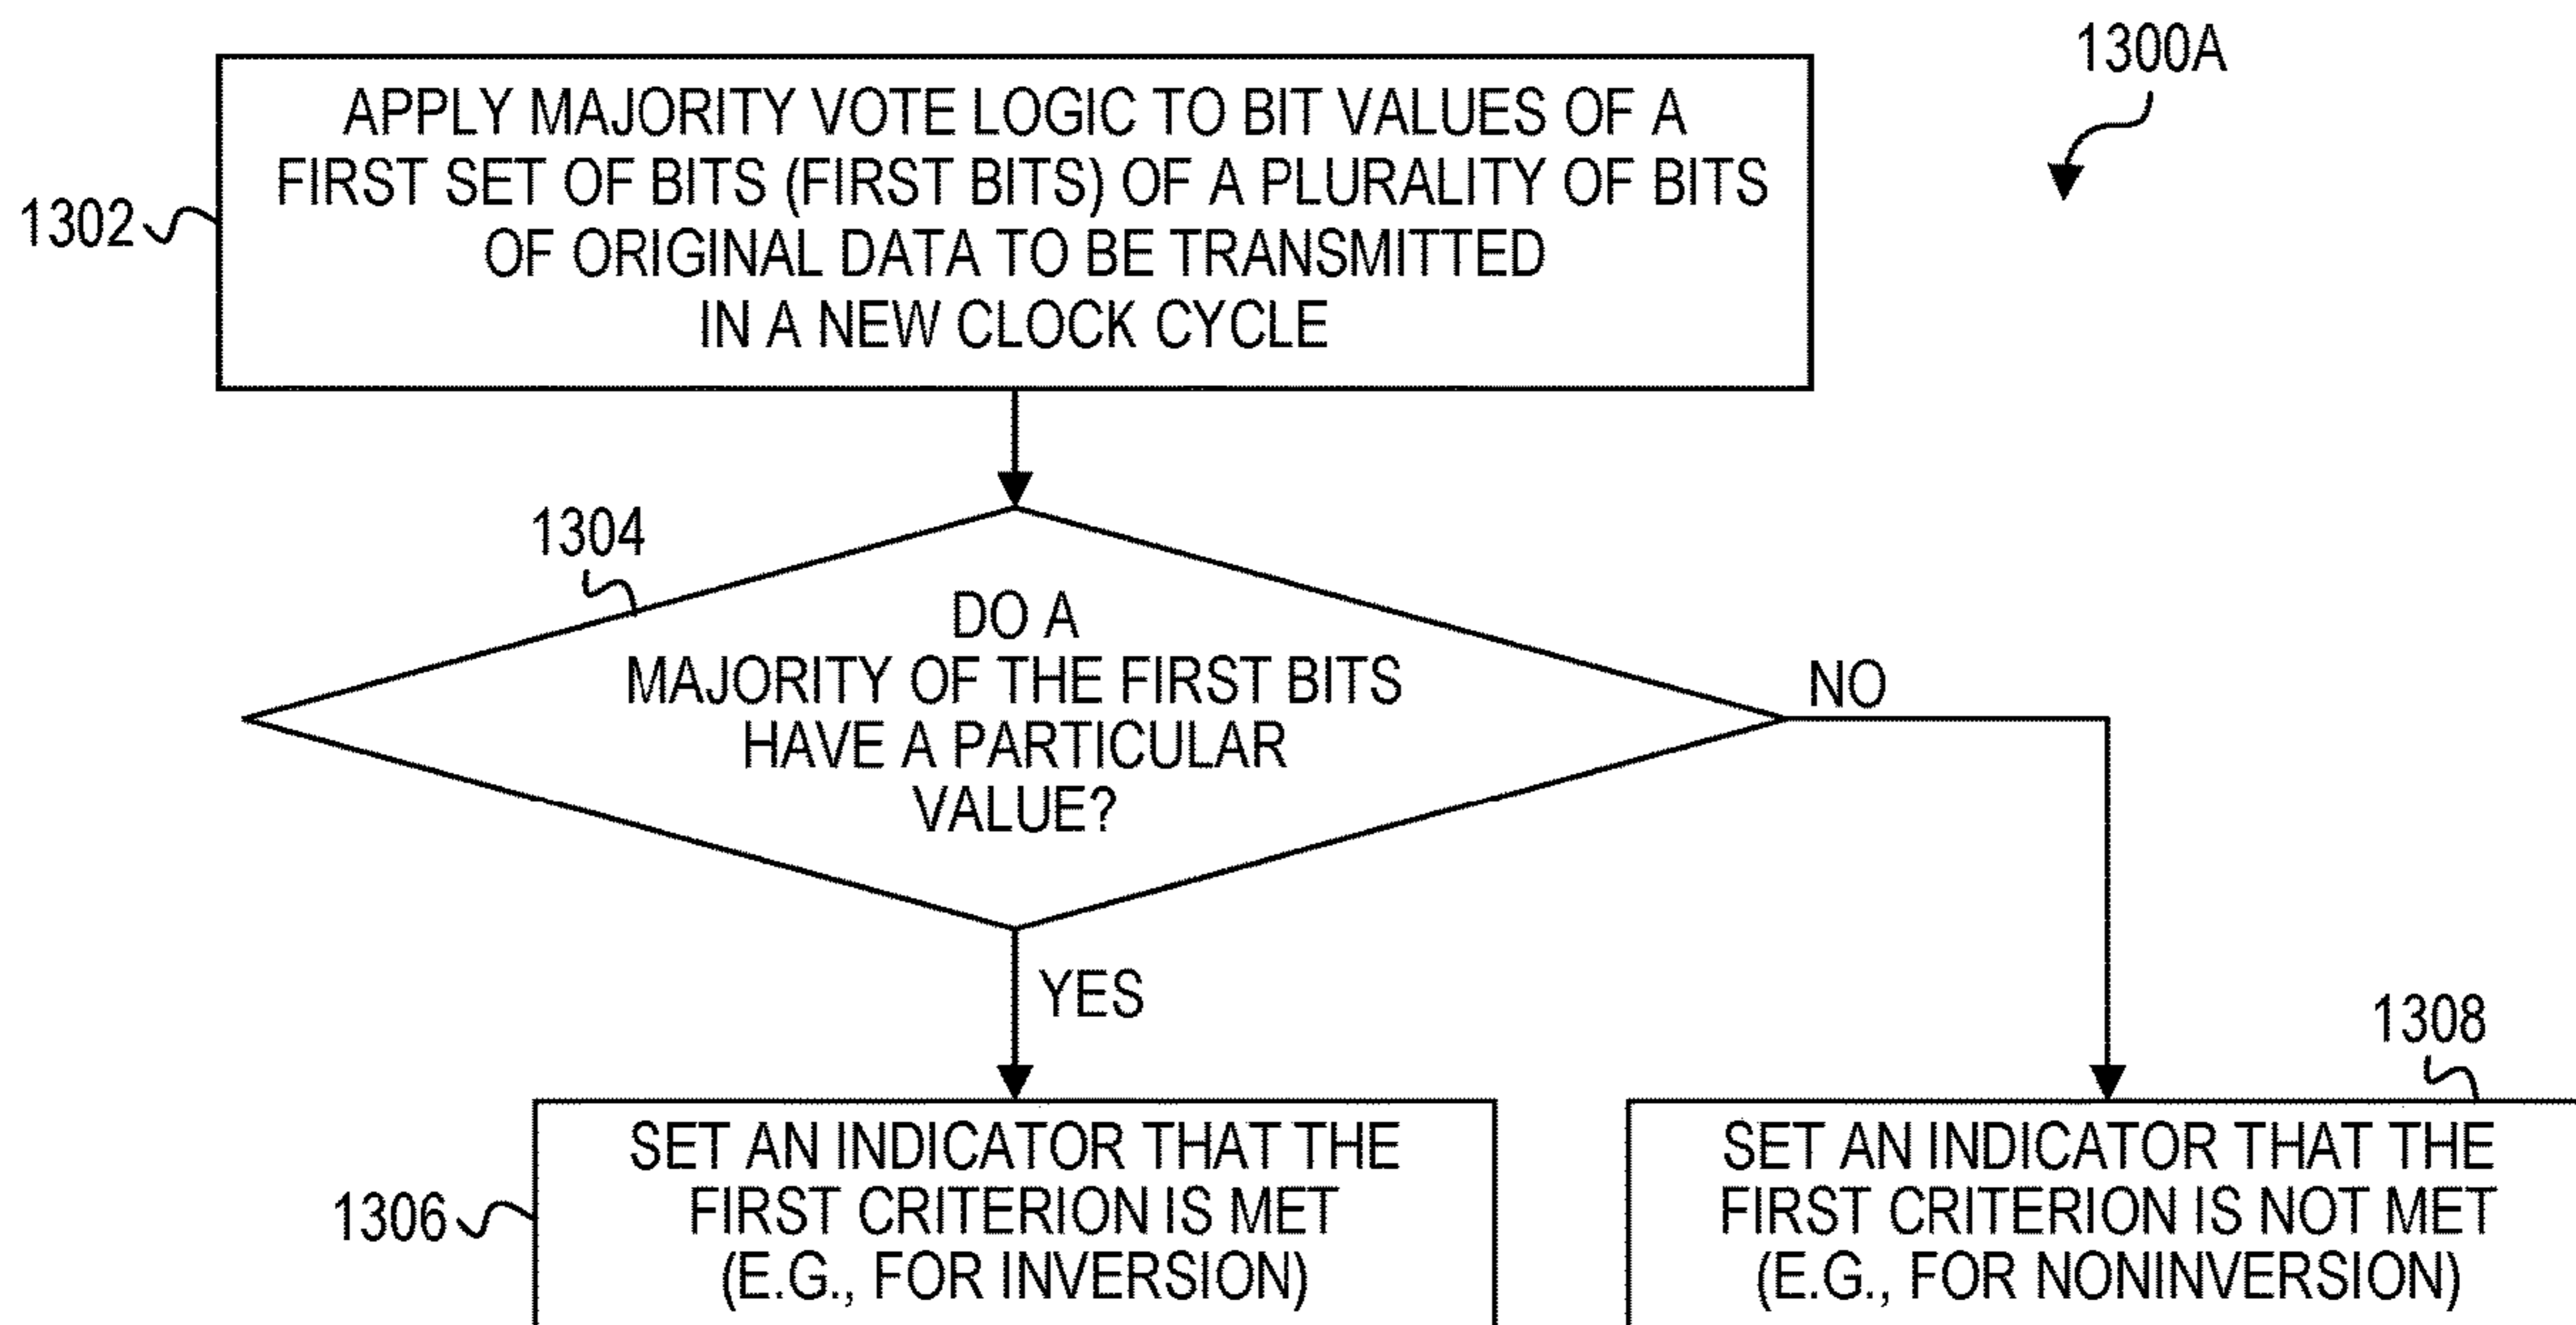 1300A
APPLY MAJORITY VOTE LOGIC TO BIT VALUES OF A
FIRST SET OF BITS (FIRST BITS) OF A PLURALITY OF BITS
OF ORIGINAL DATA TO BE TRANSMITTED
IN A NEW CLOCK CYCLE
1302
1304
DO A
MAJORITY OF THE FIRST BITS
HAVE A PARTICULAR
VALUE?
NO
YES
1308
SET AN INDICATOR THAT THE
FIRST CRITERION IS MET
(E.G., FOR INVERSION)
1306
SET AN INDICATOR THAT THE
FIRST CRITERION IS NOT MET
(E.G., FOR NONINVERSION)